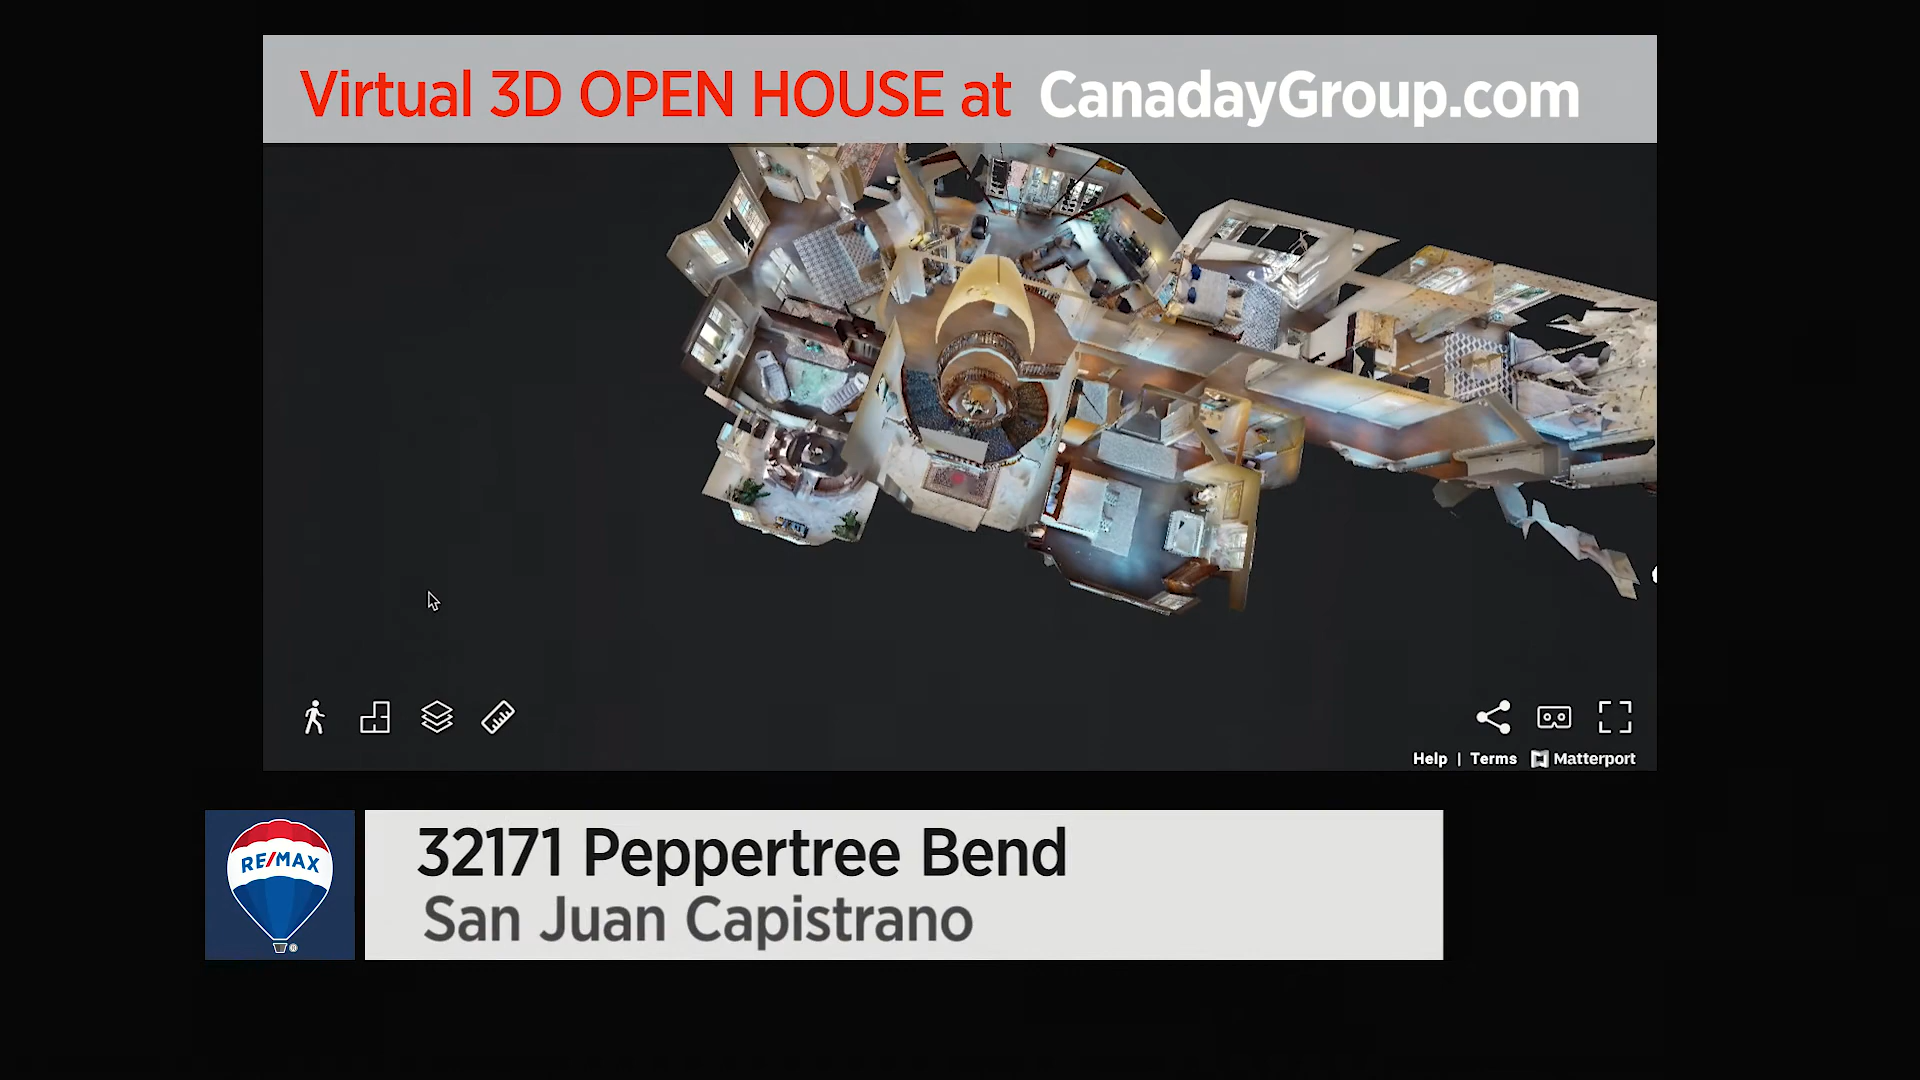 Virtual 3D OPEN HOUSE at CanadayGroup.com
Help | Terms Matterport
RE/MAX
®
32171 Peppertree Bend
San Juan Capistrano